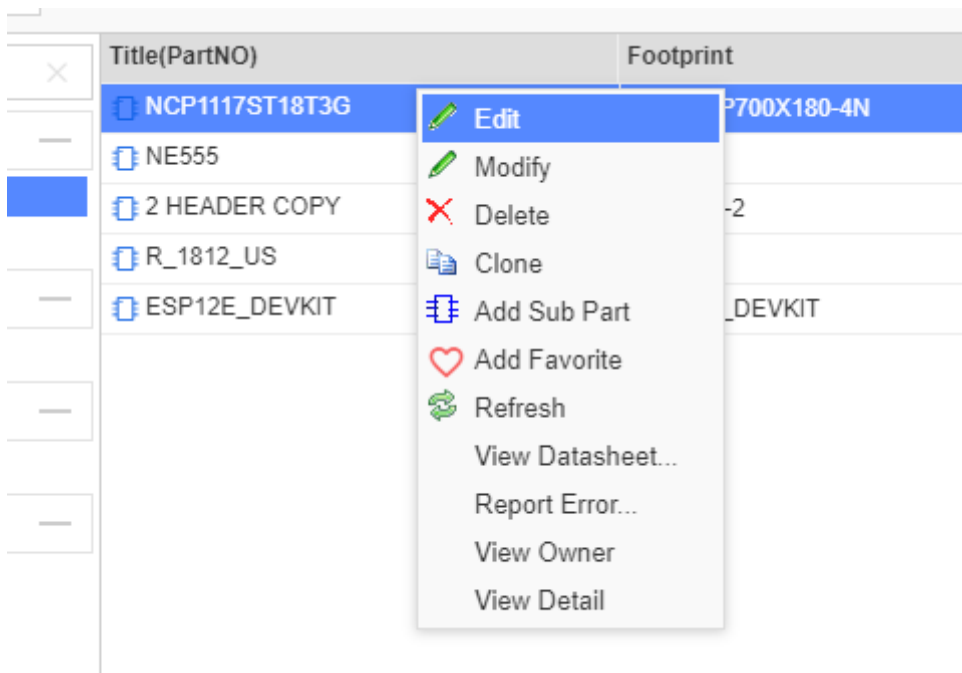 Title(PartNO) Footprint
NCP1117ST18T3G P700X180-4N
NE555
2 HEADER COPY -2
R_1812_US
ESP12E_DEVKIT _DEVKIT
Edit
Modify
Delete
Clone
Add Sub Part
Add Favorite
Refresh
View Datasheet...
Report Error...
View Owner
View Detail